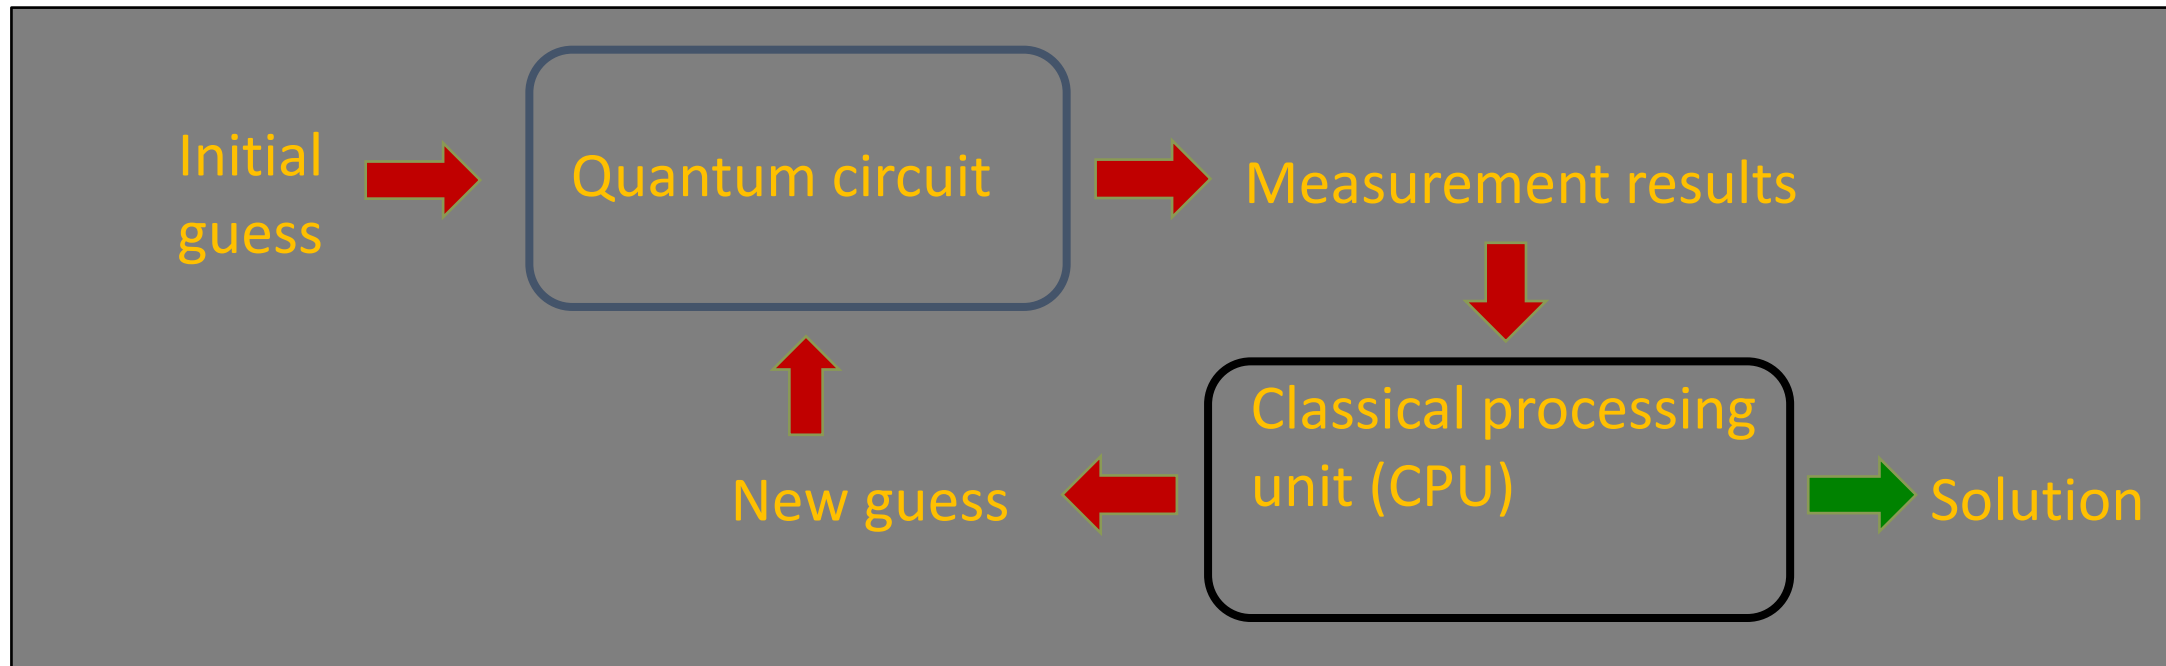 Initial
guess
Quantum circuit
Measurement results
Classical processing
unit (CPU)
New guess
Solution